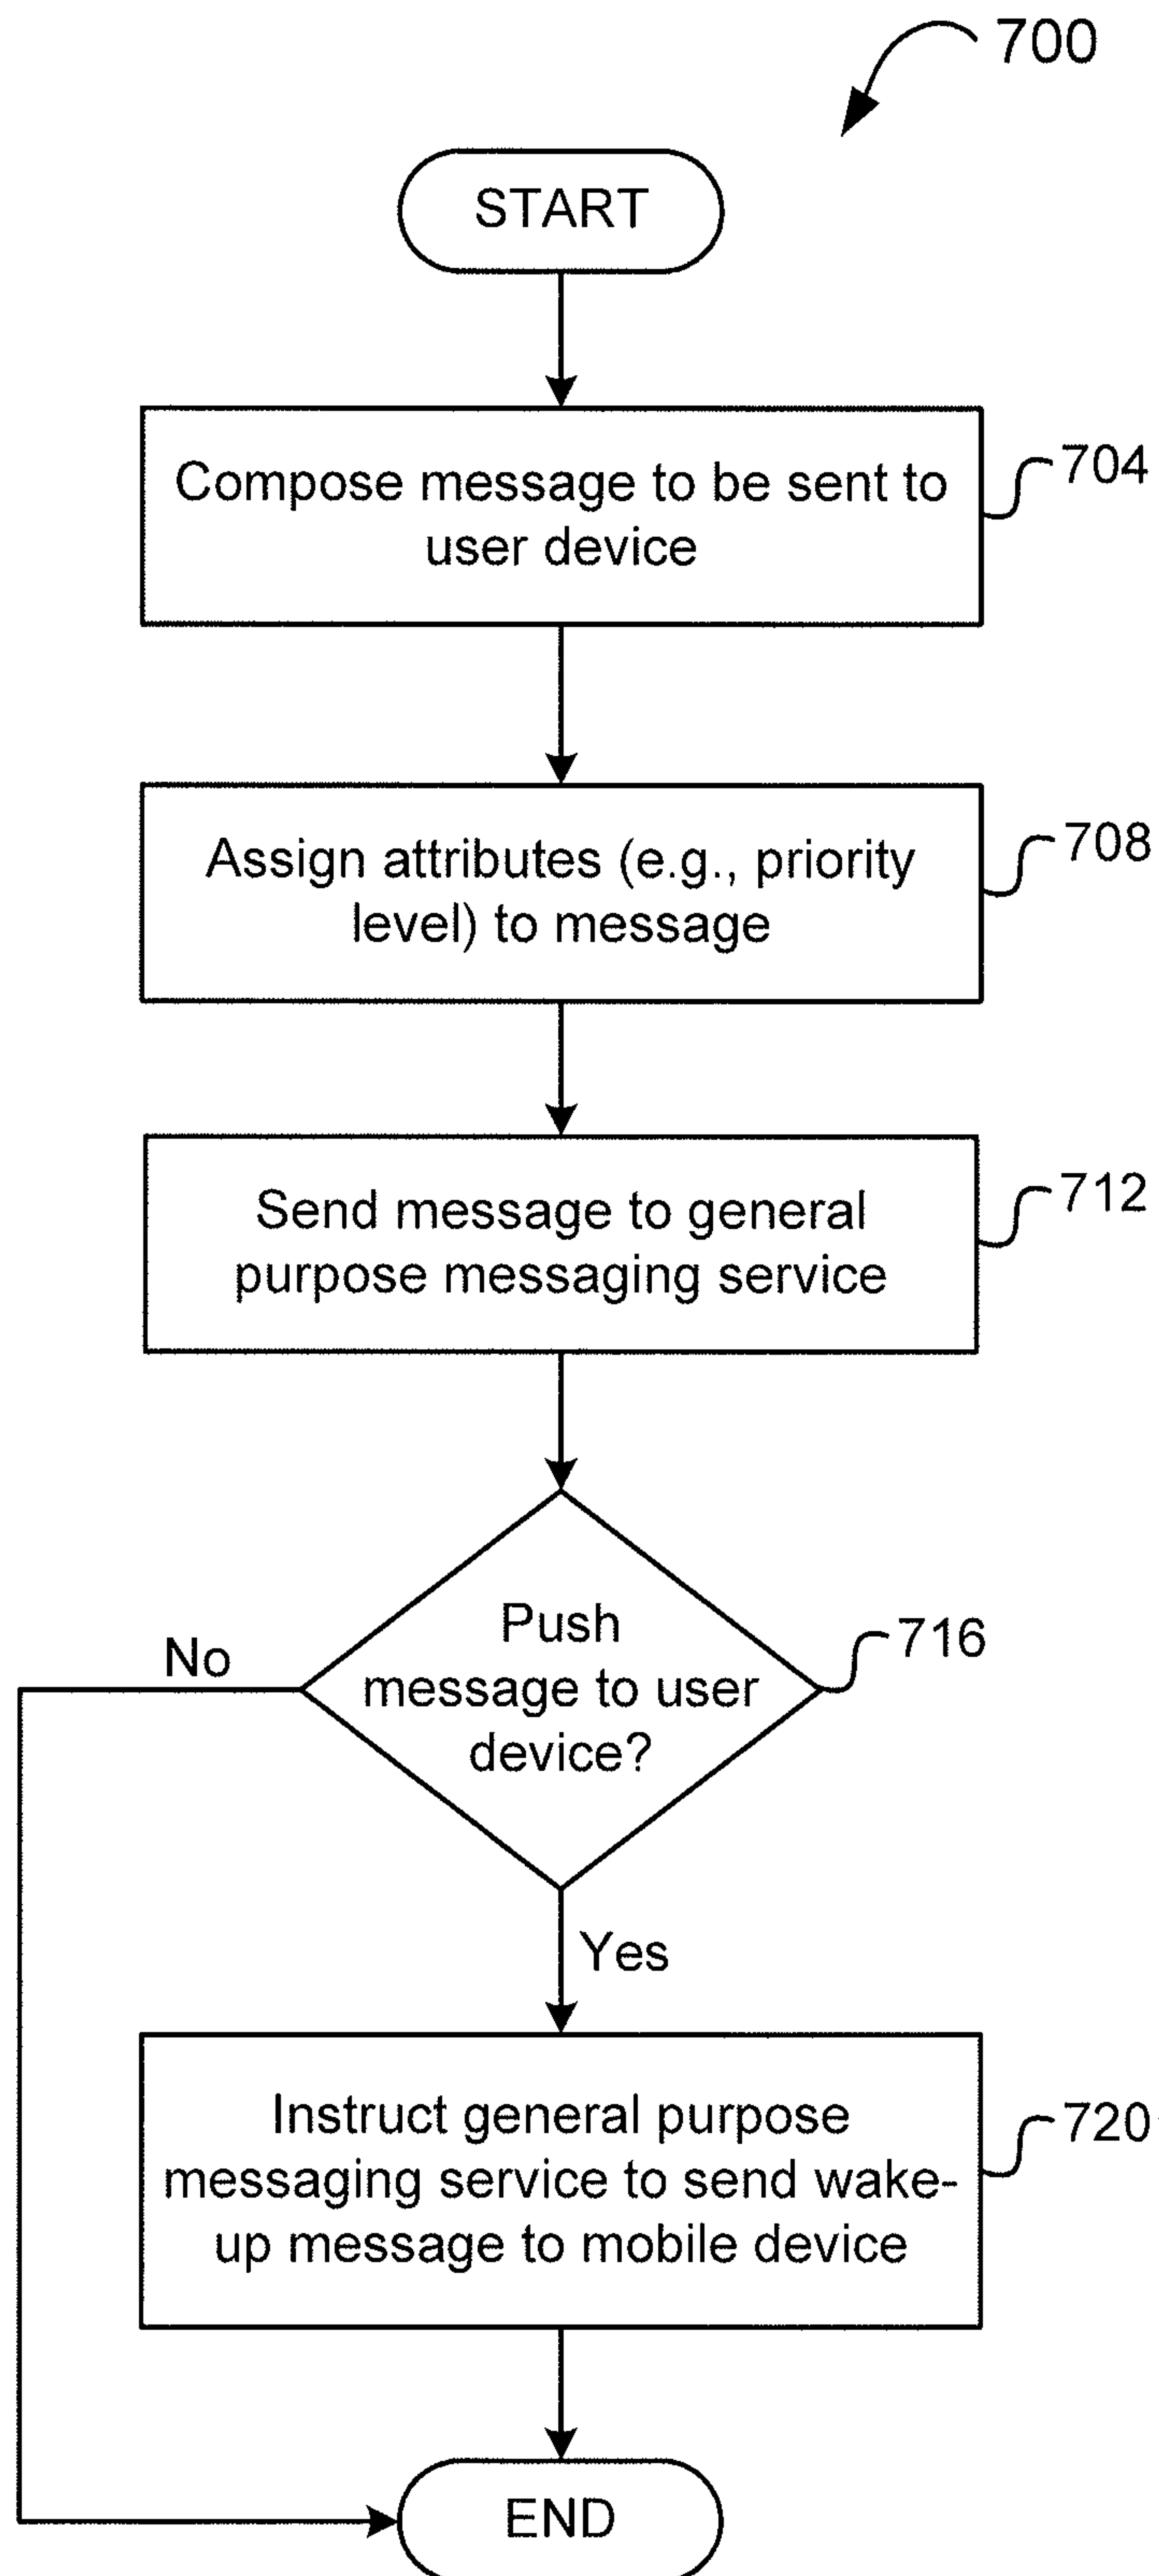 700
START
Compose message to be sent to
user device
704
Assign attributes (e.g., priority
level) to message
708
Send message to general
purpose messaging service
712
Push
message to user
device?
716
No
Yes
Instruct general purpose
messaging service to send wake-
up message to mobile device
720
END